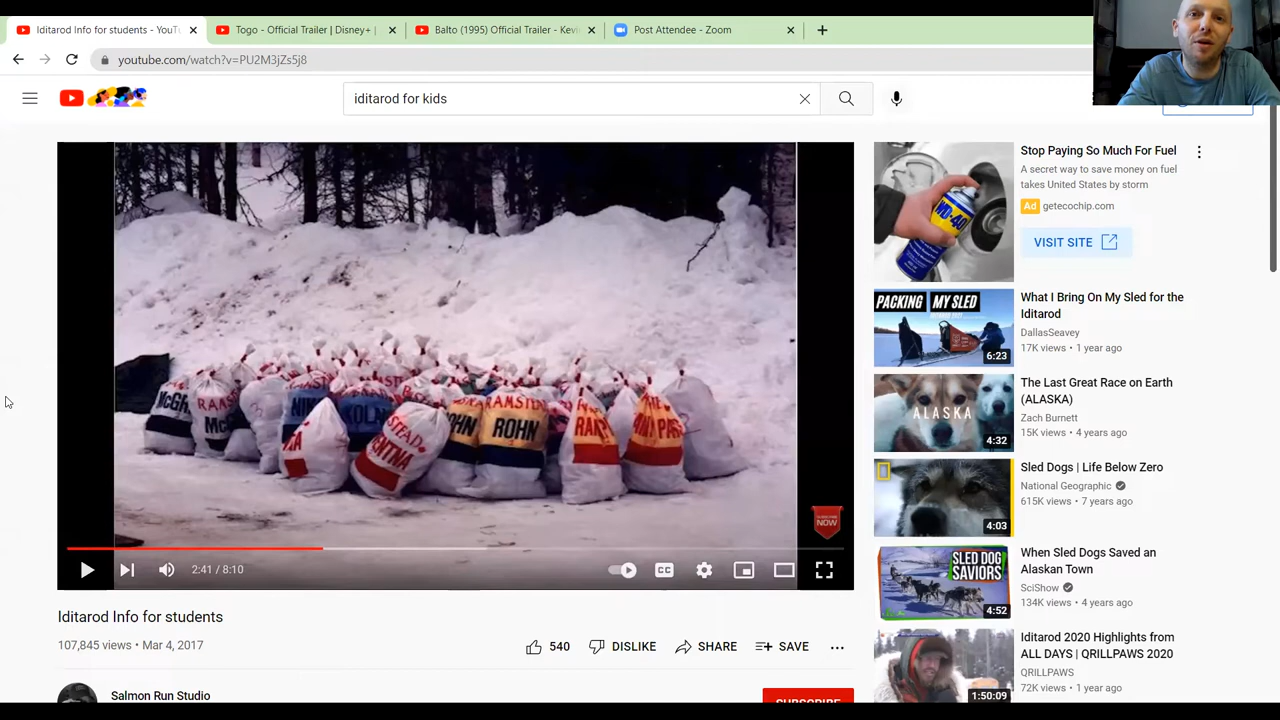 Iditarod Info for students - YouT
Togo - Official Trailer | Disney+ |
Balto (1995) Official Trailer - Kevi
Post Attendee - Zoom
youtube.com/watch?v=PU2M3jZs5j8
iditarod for kids
ROHN
ROHN
SUBSCRIBE
NOW
2:41 / 8:10
CC
Iditarod Info for students
107,845 views • Mar 4, 2017
540
DISLIKE
SHARE
SAVE
Salmon Run Studio
SUBSCRIBE
WD-40
Stop Paying So Much For Fuel
A secret way to save money on fuel
takes United States by storm
Ad getecochip.com
VISIT SITE
PACKING MY SLED
6:23
What I Bring On My Sled for the
Iditarod
DallasSeavey
17K views • 1 year ago
ALASKA
4:32
The Last Great Race on Earth
(ALASKA)
Zach Burnett
15K views • 4 years ago
4:03
Sled Dogs | Life Below Zero
National Geographic
615K views • 7 years ago
SLED DOG
SAVIORS
4:52
When Sled Dogs Saved an
Alaskan Town
SciShow
134K views • 4 years ago
1:50:09
Iditarod 2020 Highlights from
ALL DAYS | QRILLPAWS 2020
QRILLPAWS
72K views • 1 year ago